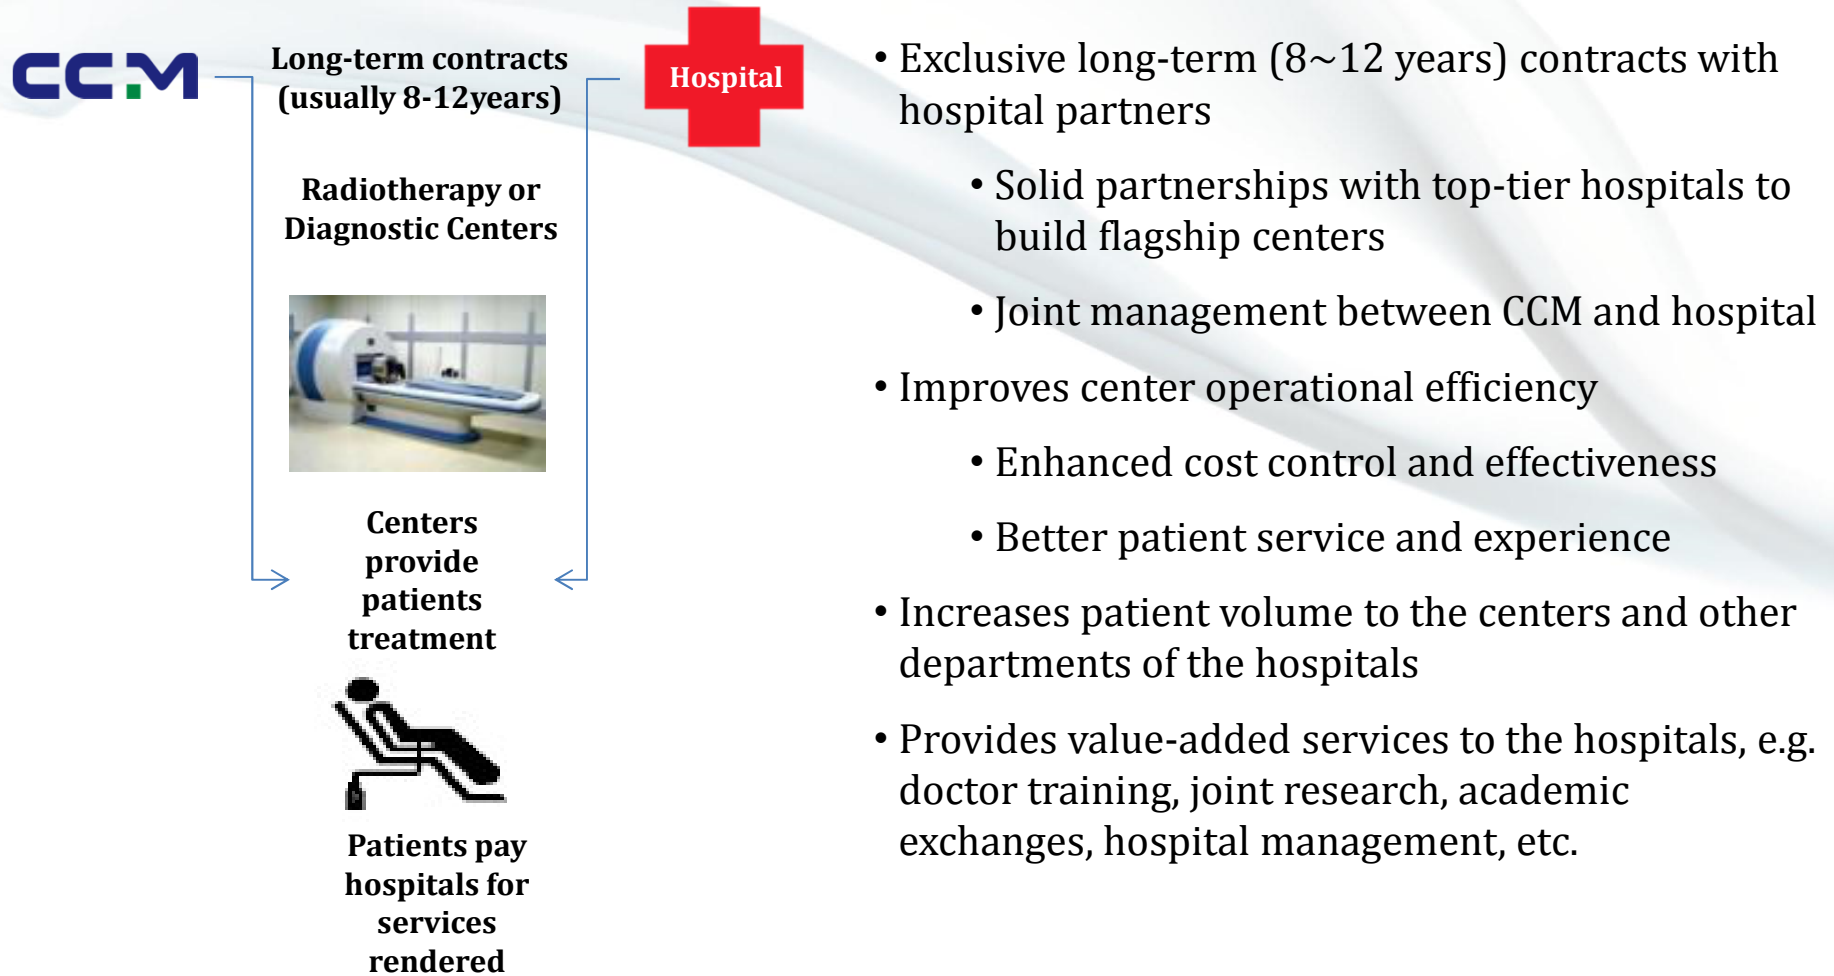 CCM
Long-term contracts
(usually 8-12years)
Hospital
Radiotherapy or
Diagnostic Centers
Centers
provide
patients
treatment
Patients pay
hospitals for
services
rendered
• Exclusive long-term (8~12 years) contracts with
hospital partners
• Solid partnerships with top-tier hospitals to
build flagship centers
• Joint management between CCM and hospital
• Improves center operational efficiency
• Enhanced cost control and effectiveness
• Better patient service and experience
• Increases patient volume to the centers and other
departments of the hospitals
• Provides value-added services to the hospitals, e.g.
doctor training, joint research, academic
exchanges, hospital management, etc.